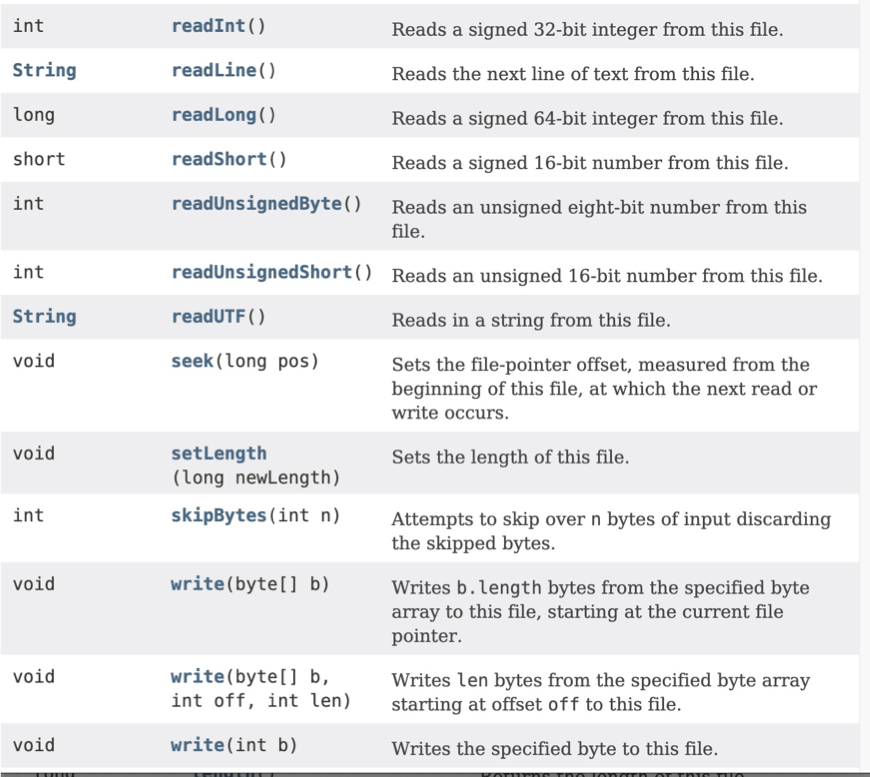 int readInt() Reads a signed 32-bit integer from this file.
String readLine() Reads the next line of text from this file.
long readLong() Reads a signed 64-bit integer from this file.
short readShort() Reads a signed 16-bit number from this file.
int readUnsignedByte() Reads an unsigned eight-bit number from this
file.
int readUnsignedShort() Reads an unsigned 16-bit number from this file.
String readUTF() Reads in a string from this file.
void seek(long pos) Sets the file-pointer offset, measured from the
beginning of this file, at which the next read or
write occurs.
void setLength Sets the length of this file.
(long newLength)
int skipBytes(int n) Attempts to skip over n bytes of input discarding
the skipped bytes.
void write(byte[] b) Writes b.length bytes from the specified byte
array to this file, starting at the current file
pointer.
void write(byte[] b, Writes len bytes from the specified byte array
int off, int len) starting at offset off to this file.
void write(int b) Writes the specified byte to this file.